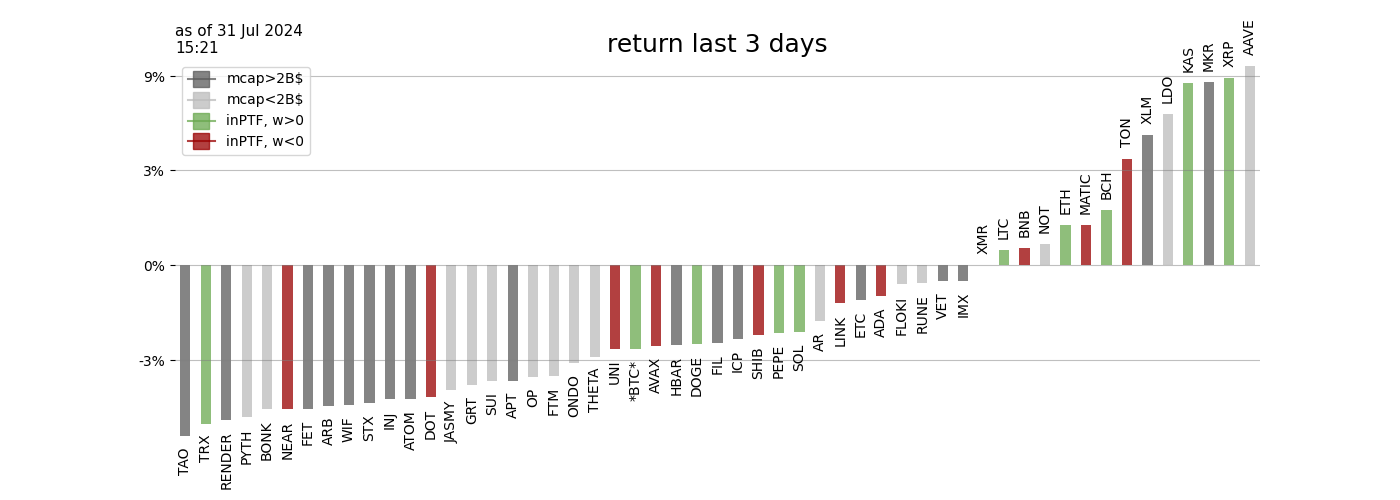 as of 31 Jul 2024
15:21
return last 3 days
mcap>2B$
mcap<2B$
inPTF, w>0
inPTF, w<0
9%
3%
0%
-3%
TAO
TRX
RENDER
PYTH
BONK
NEAR
FET
ARB
WIF
STX
INJ
ATOM
DOT
JASMY
GRT
SUI
APT
OP
FTM
ONDO
THETA
UNI
*BTC*
AVAX
HBAR
DOGE
FIL
ICP
SHIB
PEPE
SOL
AR
LINK
ETC
ADA
FLOKI
RUNE
VET
IMX
XMR
LTC
BNB
NOT
ETH
MATIC
BCH
TON
XLM
LDO
KAS
MKR
XRP
AAVE